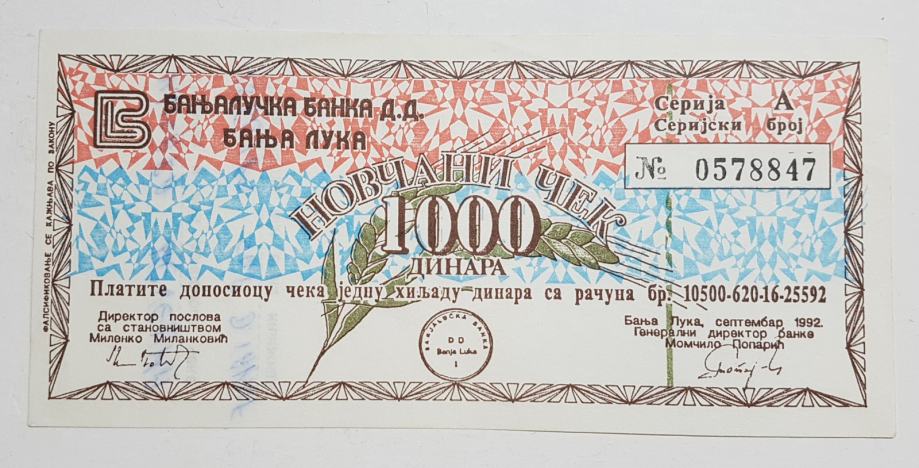 БАЊАЛУЧКА БАНКА Д.Д.
БАЊА ЛУКА
Серија А
Серијски број
№ 0578847
НОВЧАНИ ЧЕК
1000
ДИНАРА
Платите доносиоцу чека једну хиљаду динара са рачуна бр. 10500-620-16-25592
Директор послова
са становништвом
Миленко Миланковић
БАЊАЛУЧКА БАНКА
D D
Banja Luka
1
Бања Лука, септембар 1992.
Генерални директор банке
Момчило Попарић
ФАЛСИФИКОВАЊЕ СЕ КАЖЊАВА ПО ЗАКОНУ